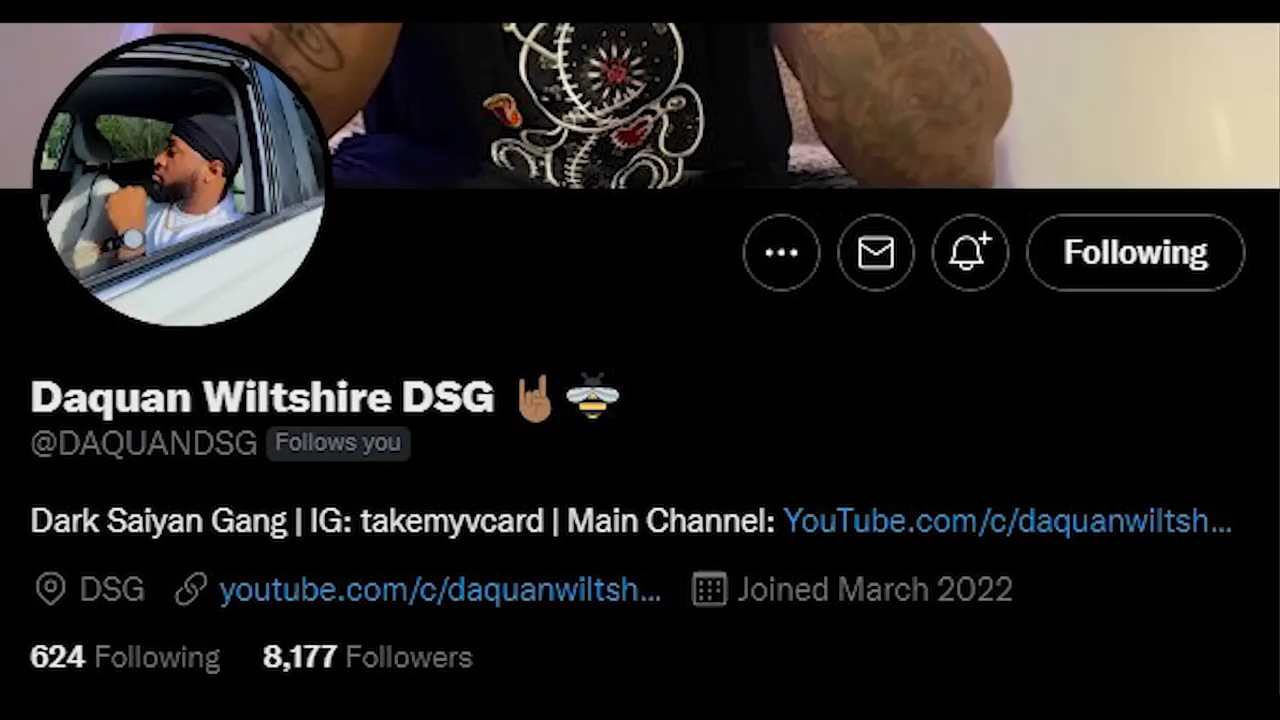 Following
Daquan Wiltshire DSG 🤘🏽 🐝
@DAQUANDSG Follows you
Dark Saiyan Gang | IG: takemyvcard | Main Channel: YouTube.com/c/daquanwiltsh...
DSG youtube.com/c/daquanwiltsh... Joined March 2022
624 Following 8,177 Followers